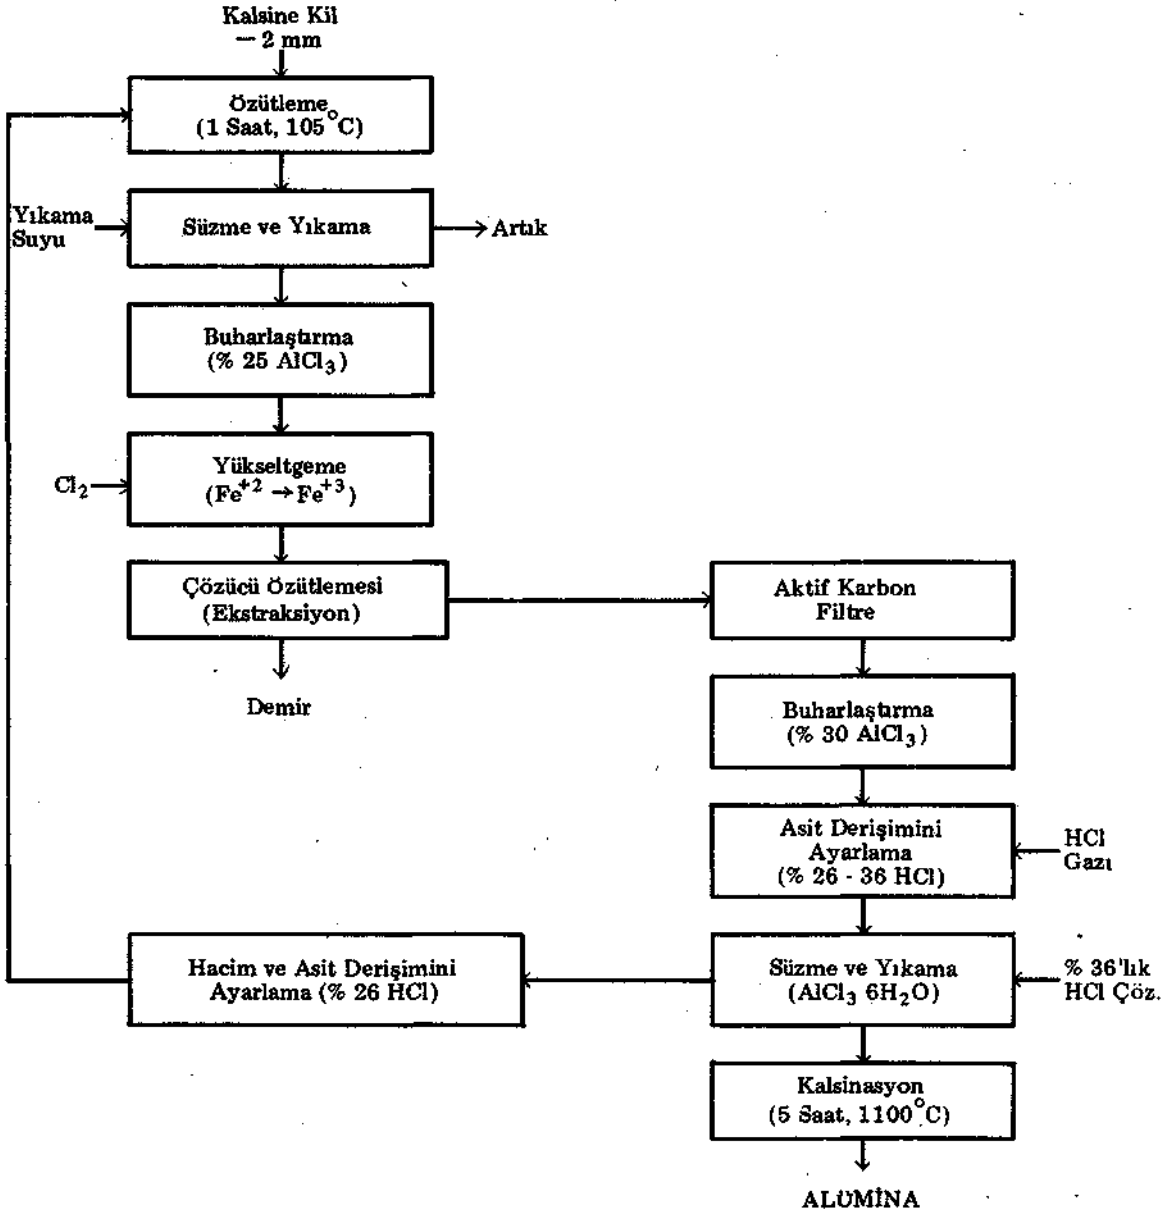 Kalsine Kil
— 2 mm
Özütleme
(1 Saat, 105°C)
Yıkama
Suyu
Süzme ve Yıkama
Artık
Buharlaştırma
(% 25 AlCl₃)
Cl₂
Yükseltgeme
(Fe⁺² → Fe⁺³)
Çözücü Özütlemesi
(Ekstraksiyon)
Demir
Aktif Karbon
Filtre
Buharlaştırma
(% 30 AlCl₃)
Asit Derişimini
Ayarlama
(% 26 - 36 HCl)
HCl
Gazı
Hacim ve Asit Derişimini
Ayarlama (% 26 HCl)
Süzme ve Yıkama
(AlCl₃ 6H₂O)
% 36'lık
HCl Çöz.
Kalsinasyon
(5 Saat, 1100°C)
ALÜMİNA